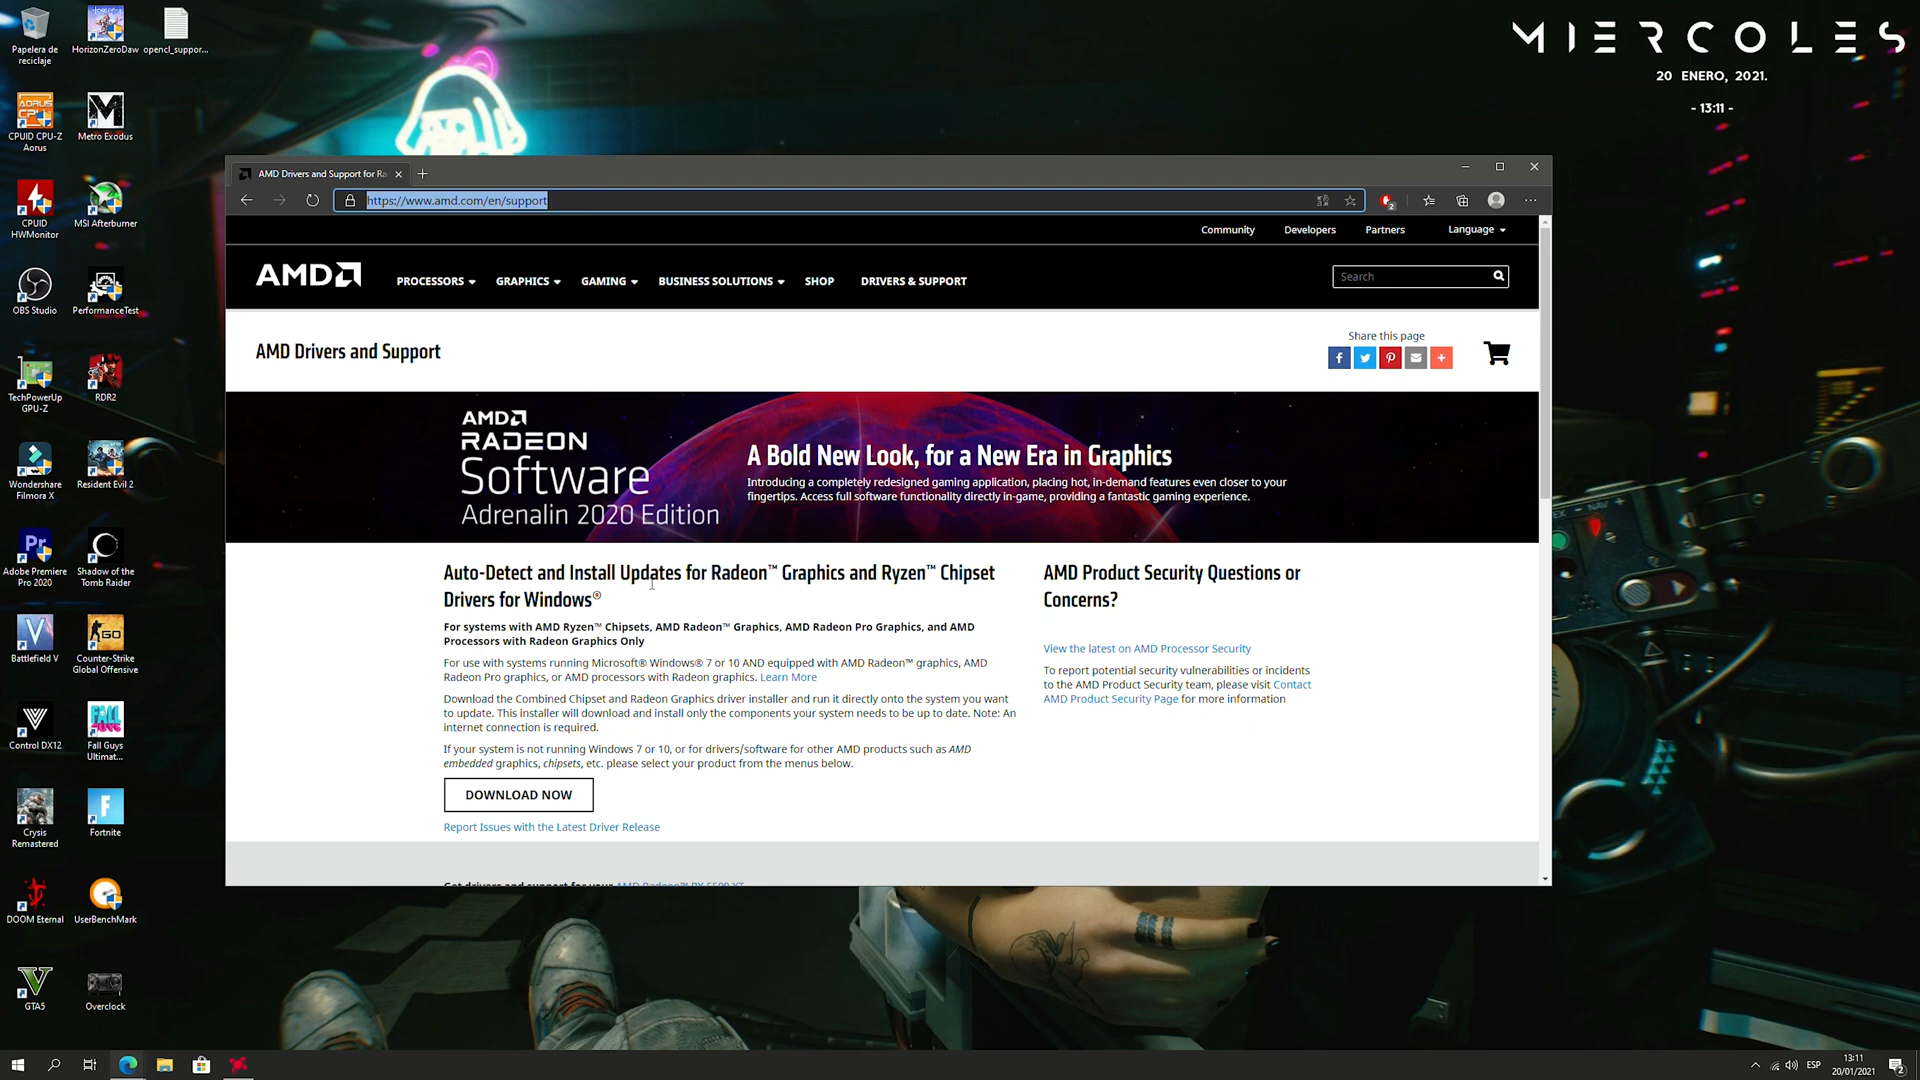 Papelera de
reciclaje
HorizonZeroDaw
opencl_suppor...
CPUID CPU-Z
Aorus
Metro Exodus
CPUID
HWMonitor
MSI Afterburner
OBS Studio
PerformanceTest
TechPowerUp
GPU-Z
RDR2
Wondershare
Filmora X
Resident Evil 2
Adobe Premiere
Pro 2020
Shadow of the
Tomb Raider
Battlefield V
Counter-Strike
Global Offensive
Control DX12
Fall Guys
Ultimat...
Crysis
Remastered
Fortnite
DOOM Eternal
UserBenchMark
GTA5
Overclock
MIERCOLES
20 ENERO, 2021.
- 13:11 -
AMD Drivers and Support for Ra
https://www.amd.com/en/support
Community Developers Partners Language
AMD PROCESSORS GRAPHICS GAMING BUSINESS SOLUTIONS SHOP DRIVERS & SUPPORT Search
AMD Drivers and Support
Share this page
AMD
RADEON
Software
Adrenalin 2020 Edition
A Bold New Look, for a New Era in Graphics
Introducing a completely redesigned gaming application, placing hot, in-demand features even closer to your
fingertips. Access full software functionality directly in-game, providing a fantastic gaming experience.
Auto-Detect and Install Updates for Radeon™ Graphics and Ryzen™ Chipset
Drivers for Windows®
For systems with AMD Ryzen™ Chipsets, AMD Radeon™ Graphics, AMD Radeon Pro Graphics, and AMD
Processors with Radeon Graphics Only
For use with systems running Microsoft® Windows® 7 or 10 AND equipped with AMD Radeon™ graphics, AMD
Radeon Pro graphics, or AMD processors with Radeon graphics. Learn More
Download the Combined Chipset and Radeon Graphics driver installer and run it directly onto the system you want
to update. This installer will download and install only the components your system needs to be up to date. Note: An
internet connection is required.
If your system is not running Windows 7 or 10, or for drivers/software for other AMD products such as AMD
embedded graphics, chipsets, etc. please select your product from the menus below.
DOWNLOAD NOW
Report Issues with the Latest Driver Release
AMD Product Security Questions or
Concerns?
View the latest on AMD Processor Security
To report potential security vulnerabilities or incidents
to the AMD Product Security team, please visit Contact
AMD Product Security Page for more information
Get drivers and support for your AMD Radeon™ RX 5500 XT
ESP
13:11
20/01/2021
2